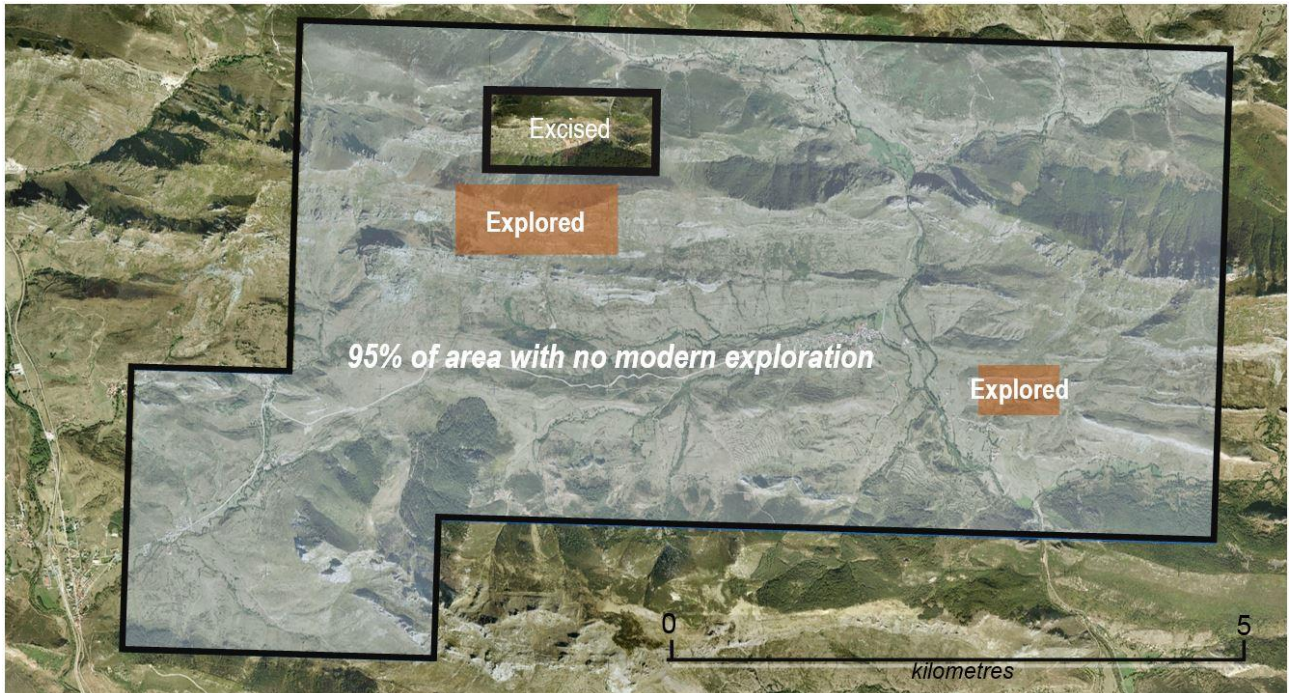 Excised
Explored
95% of area with no modern exploration
Explored
0 5
kilometres